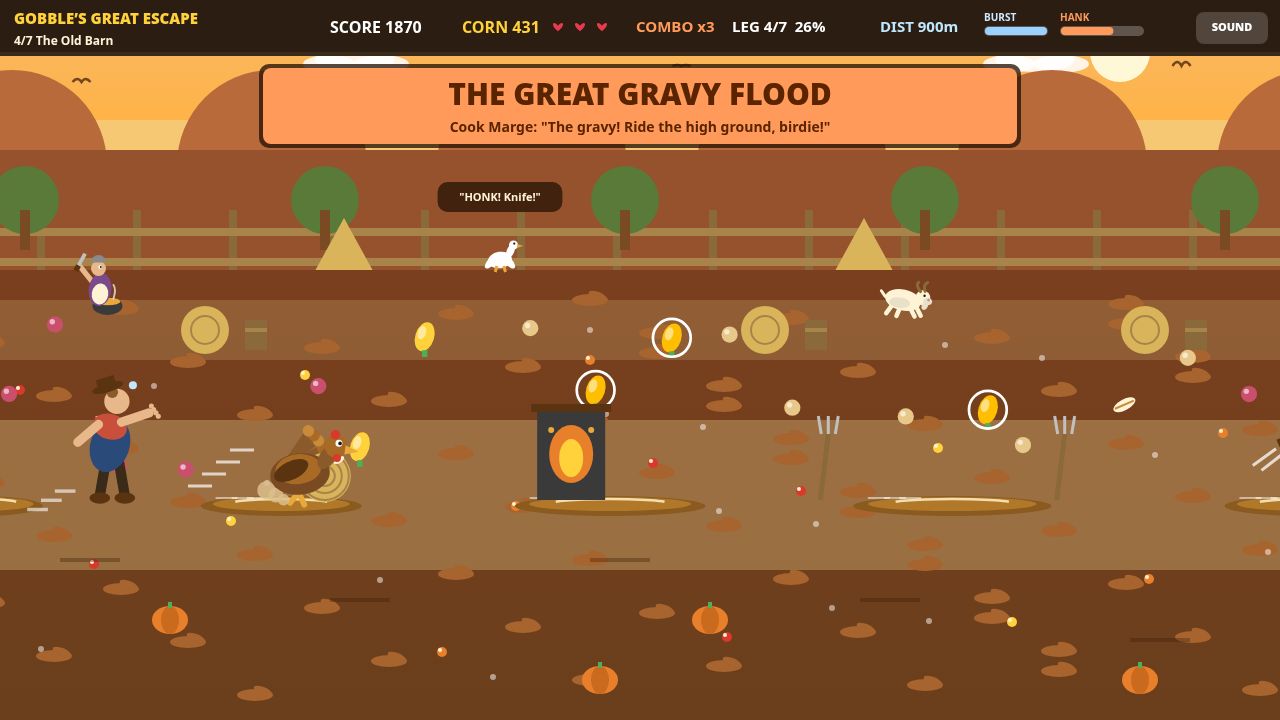 GOBBLE'S GREAT ESCAPE
4/7 The Old Barn
SCORE 1870
CORN 431
COMBO x3
LEG 4/7 26%
DIST 900m
BURST
HANK
SOUND
THE GREAT GRAVY FLOOD
Cook Marge: "The gravy! Ride the high ground, birdie!"
"HONK! Knife!"